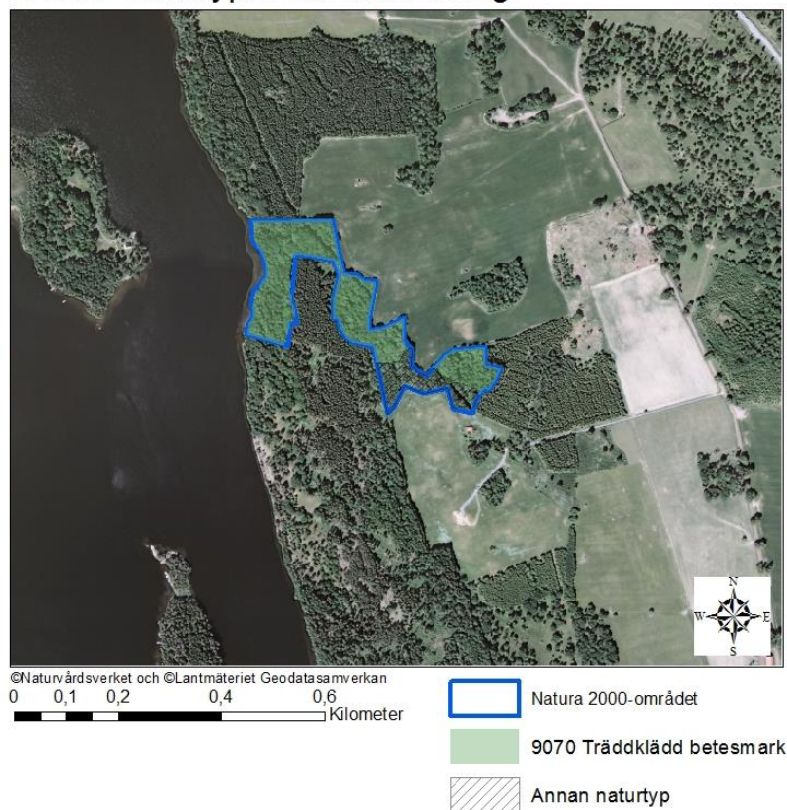 N
W E
S
©Naturvårdsverket och ©Lantmäteriet Geodatasamverkan
0 0,1 0,2 0,4 0,6
Kilometer
Natura 2000-området
9070 Träddklädd betesmark
Annan naturtyp